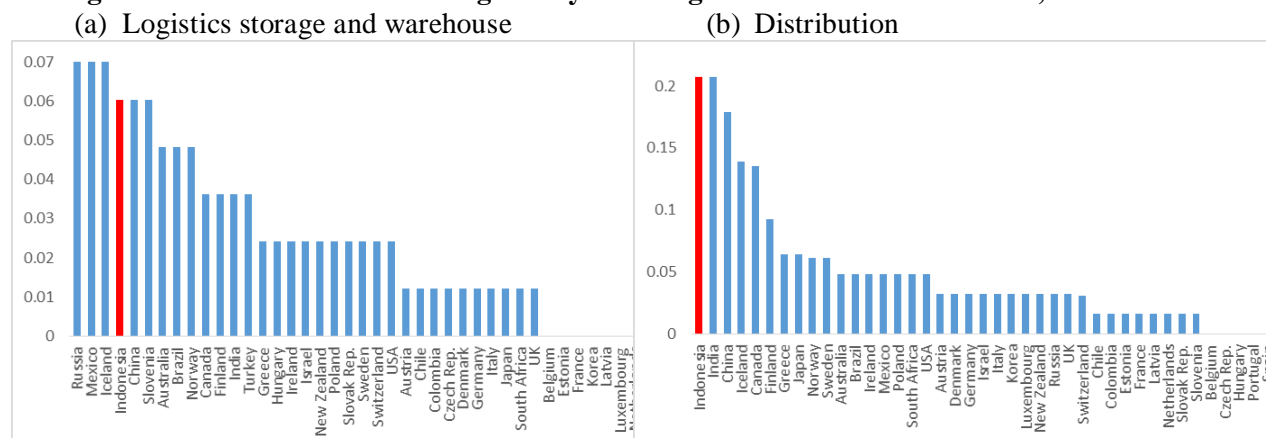 (a) Logistics storage and warehouse
(b) Distribution
0.07
0.06
0.05
0.04
0.03
0.02
0.01
0
Russia
Mexico
Iceland
Indonesia
China
Slovenia
Australia
Brazil
Norway
Canada
Finland
India
Turkey
Greece
Hungary
Ireland
Israel
New Zealand
Poland
Slovak Rep.
Sweden
Switzerland
USA
Austria
Chile
Colombia
Czech Rep.
Denmark
Germany
Italy
Japan
South Africa
UK
Belgium
Estonia
France
Korea
Latvia
Luxembourg
0.2
0.15
0.1
0.05
0
Indonesia
India
China
Iceland
Canada
Finland
Greece
Japan
Norway
Sweden
Australia
Brazil
Ireland
Mexico
Poland
South Africa
USA
Austria
Denmark
Germany
Israel
Italy
Korea
Luxembourg
New Zealand
Russia
UK
Switzerland
Chile
Colombia
Estonia
France
Latvia
Netherlands
Slovak Rep.
Slovenia
Belgium
Czech Rep.
Hungary
Portugal